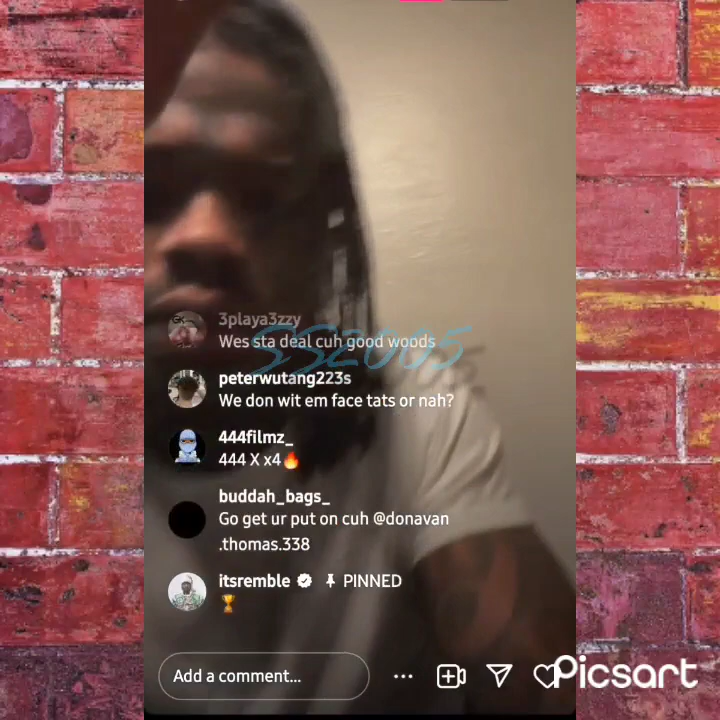 3playa3zzy
Wes sta deal cuh good woods
SS2005
peterwutang223s
We don wit em face tats or nah?
444filmz_
444 X x4🔥
buddah_bags_
Go get ur put on cuh @donavan
.thomas.338
itsremble PINNED
🏆
Add a comment...
Picsart